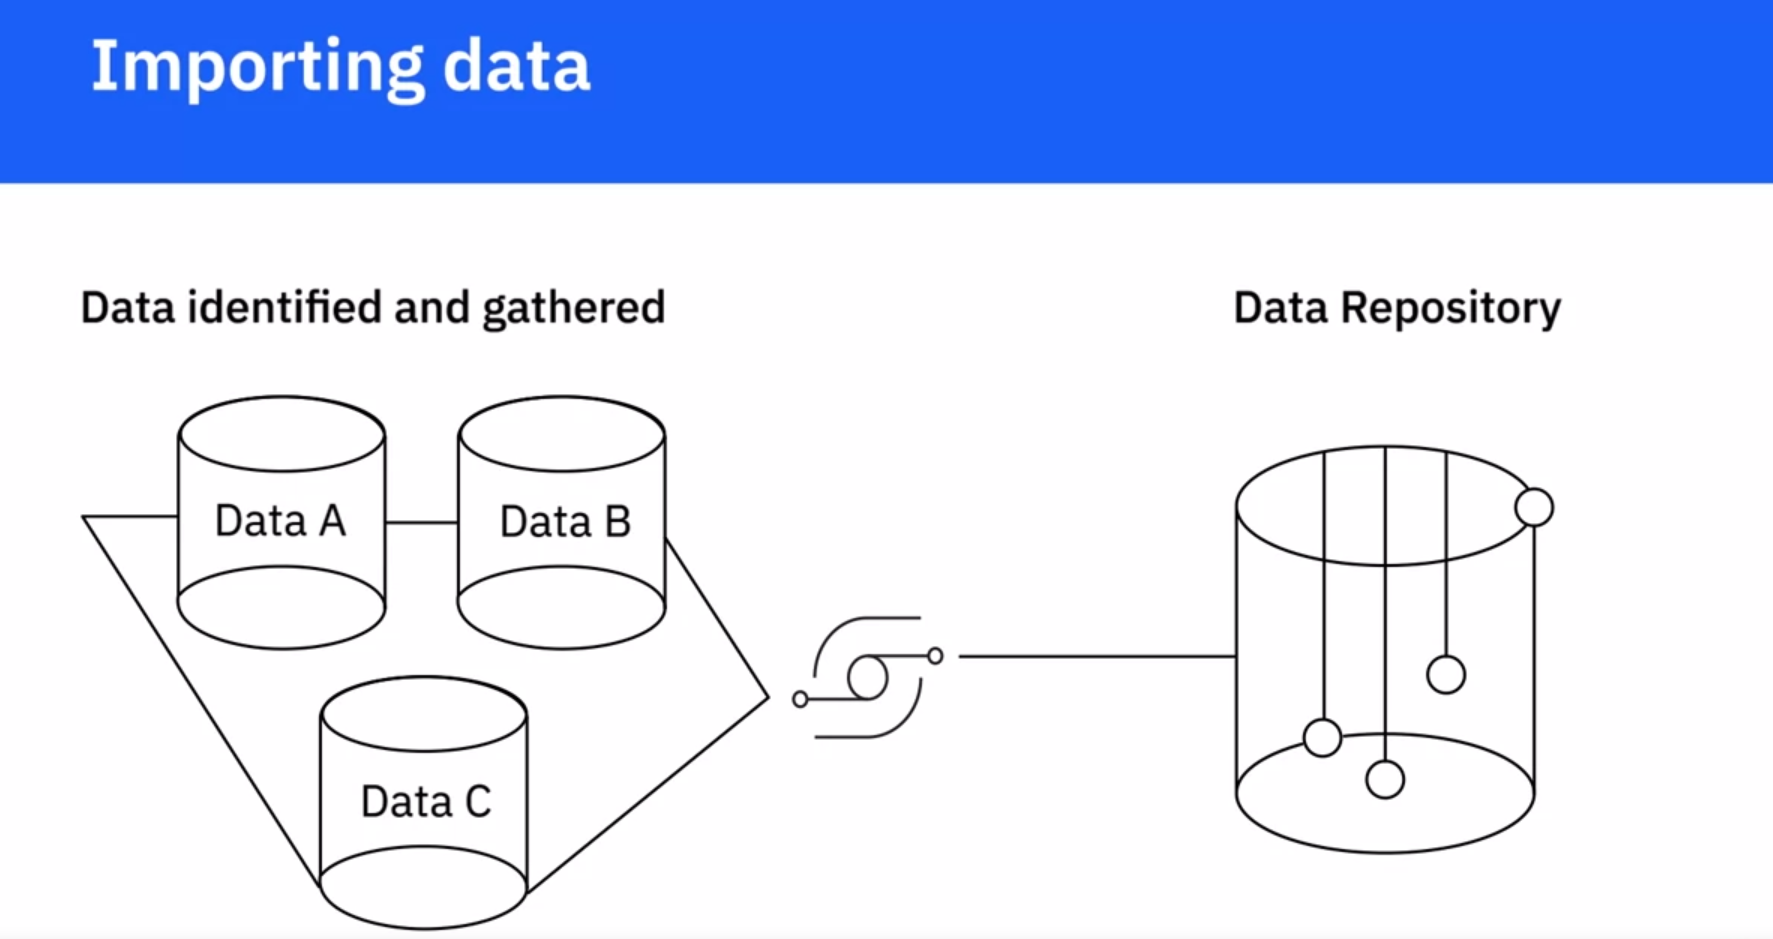 Importing data
Data identified and gathered
Data Repository
Data A
Data B
Data C